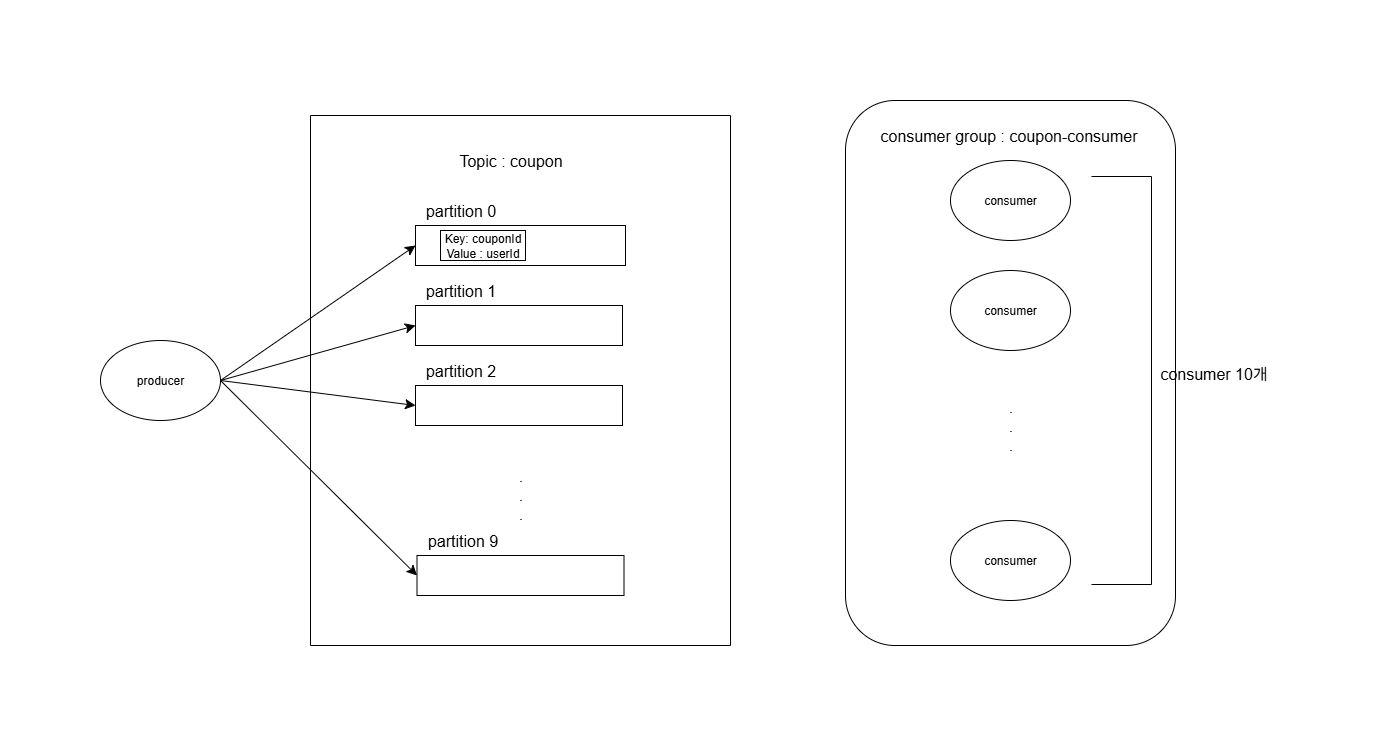 Topic : coupon
partition 0
Key: couponId
Value : userId
partition 1
partition 2
.
.
.
partition 9
producer
consumer group : coupon-consumer
consumer
consumer
.
.
.
consumer
consumer 10개